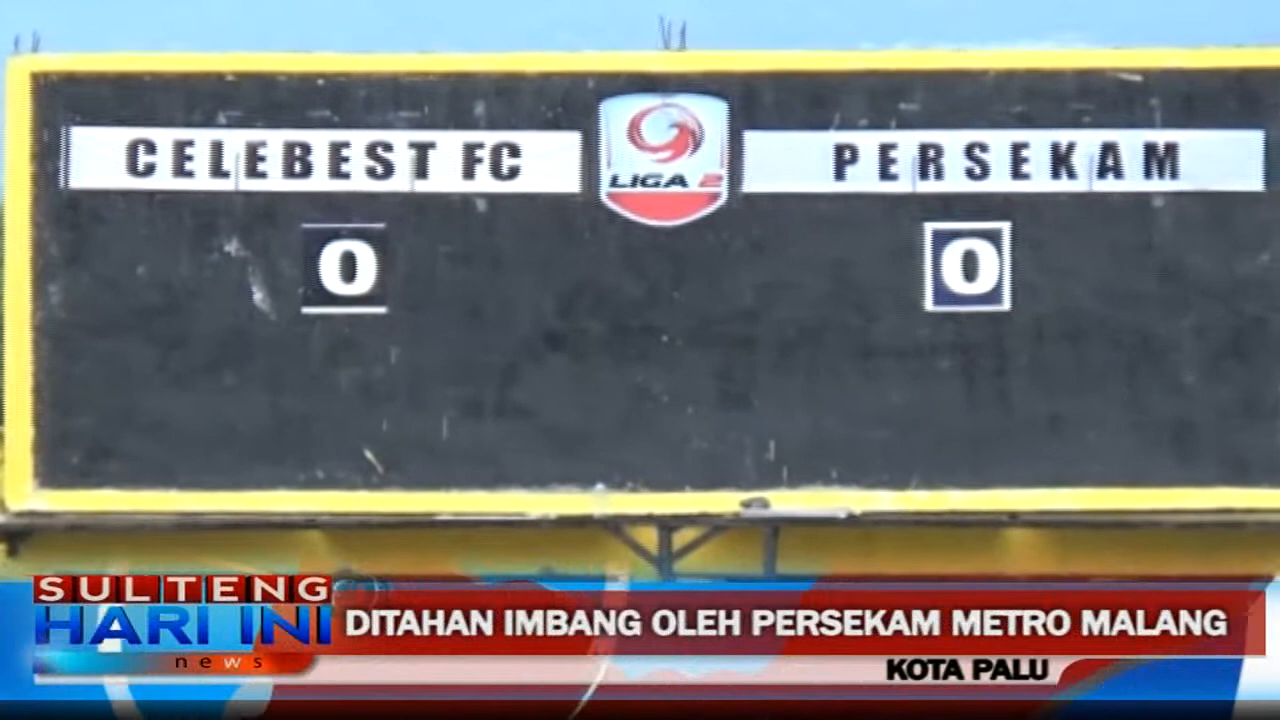 CELEBEST FC
LIGA 2
PERSEKAM
0
0
SULTENG
HARI INI
news
DITAHAN IMBANG OLEH PERSEKAM METRO MALANG
KOTA PALU